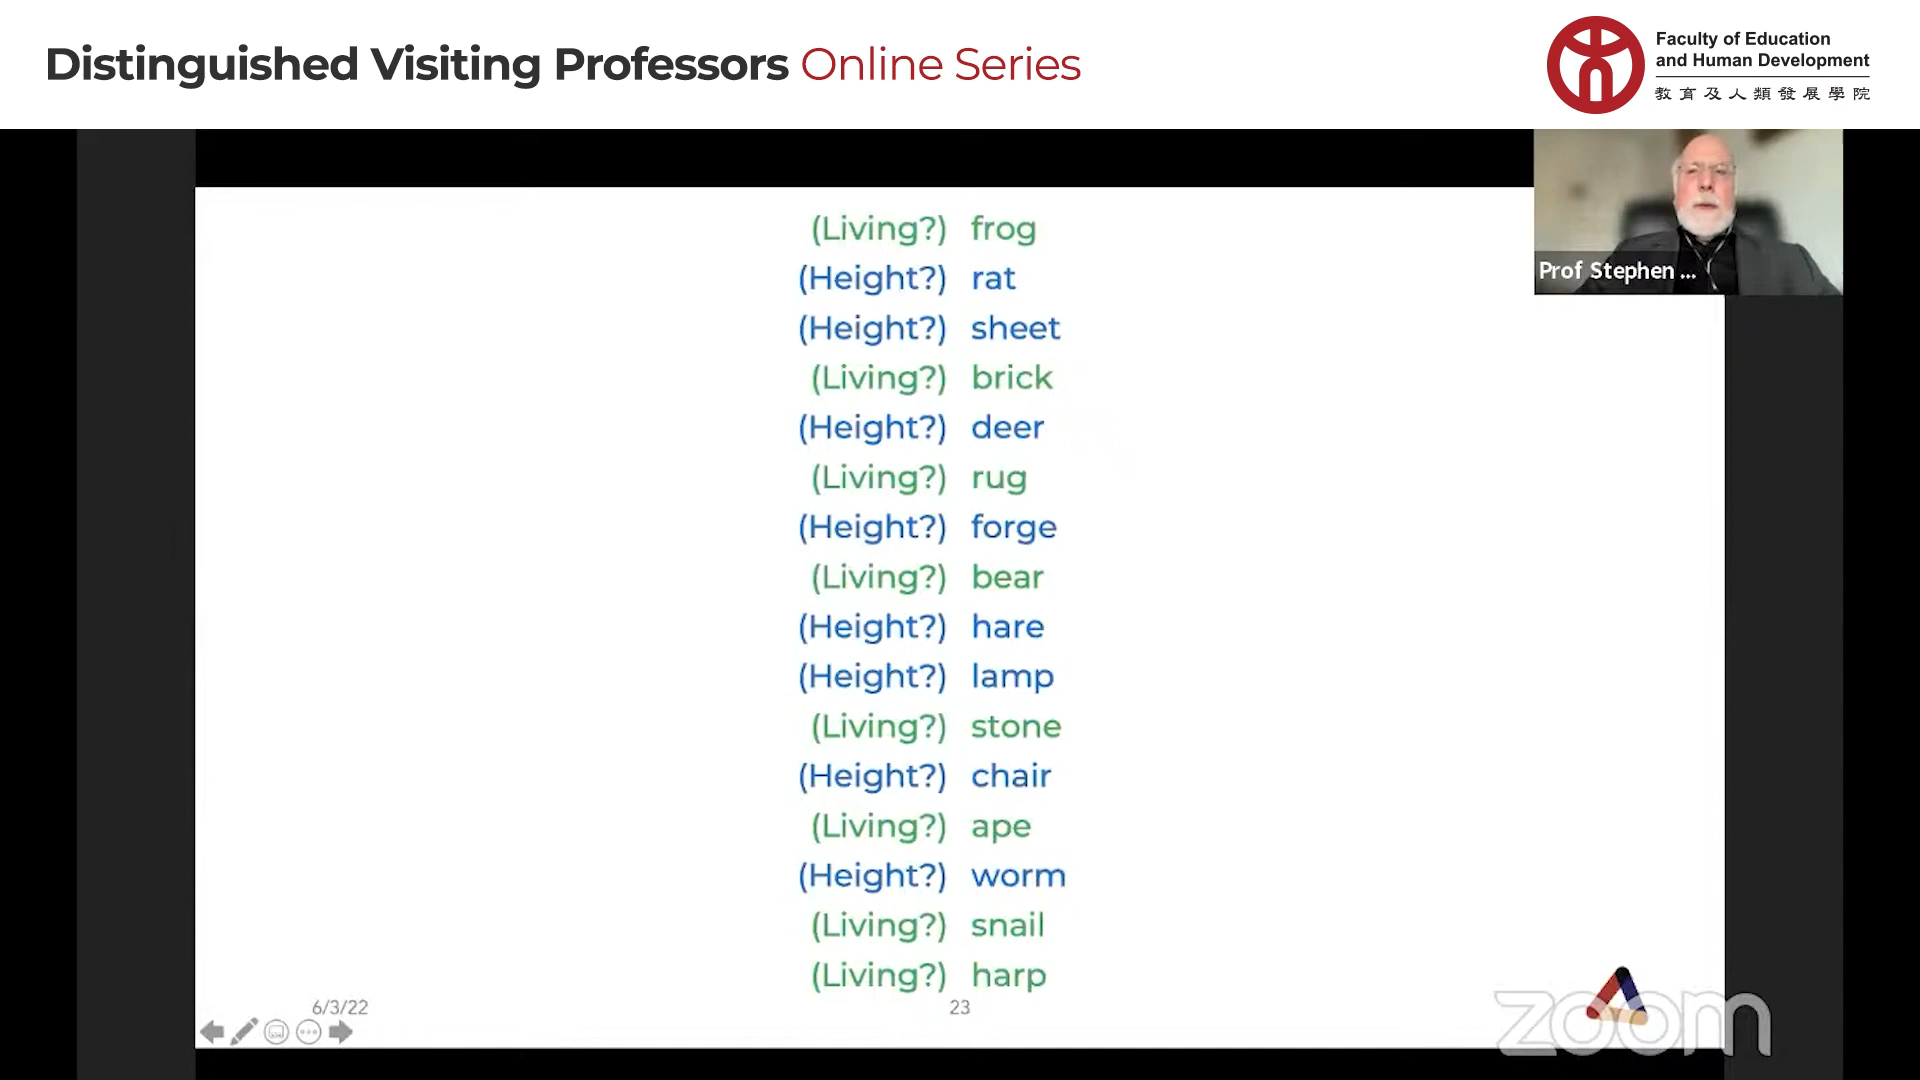 Distinguished Visiting Professors Online Series
Faculty of Education
and Human Development
教育及人類發展學院
Prof Stephen ...
(Living?) frog
(Height?) rat
(Height?) sheet
(Living?) brick
(Height?) deer
(Living?) rug
(Height?) forge
(Living?) bear
(Height?) hare
(Height?) lamp
(Living?) stone
(Height?) chair
(Living?) ape
(Height?) worm
(Living?) snail
(Living?) harp
6/3/22
23
zoom